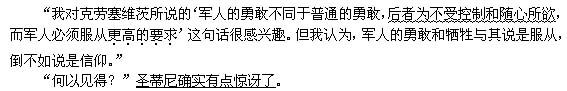 “我对克劳塞维茨所说的‘军人的勇敢不同于普通的勇敢，后者为不受控制和随心所欲，
而军人必须服从更高的要求’这句话很感兴趣。但我认为，军人的勇敢和牺牲与其说是服从，
倒不如说是信仰。”
“何以见得？”圣蒂尼确实有点惊讶了。